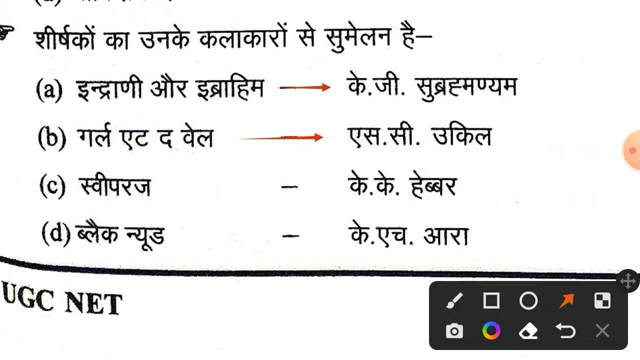 शीर्षकों का उनके कलाकारों से सुमेलन है–
(a) इन्द्राणी और इब्राहिम के.जी. सुब्रह्मण्यम
(b) गर्ल एट द वेल एस.सी. उकिल
(c) स्वीपरज – के.के. हेब्बर
(d) ब्लैक न्यूड – के.एच. आरा
UGC NET